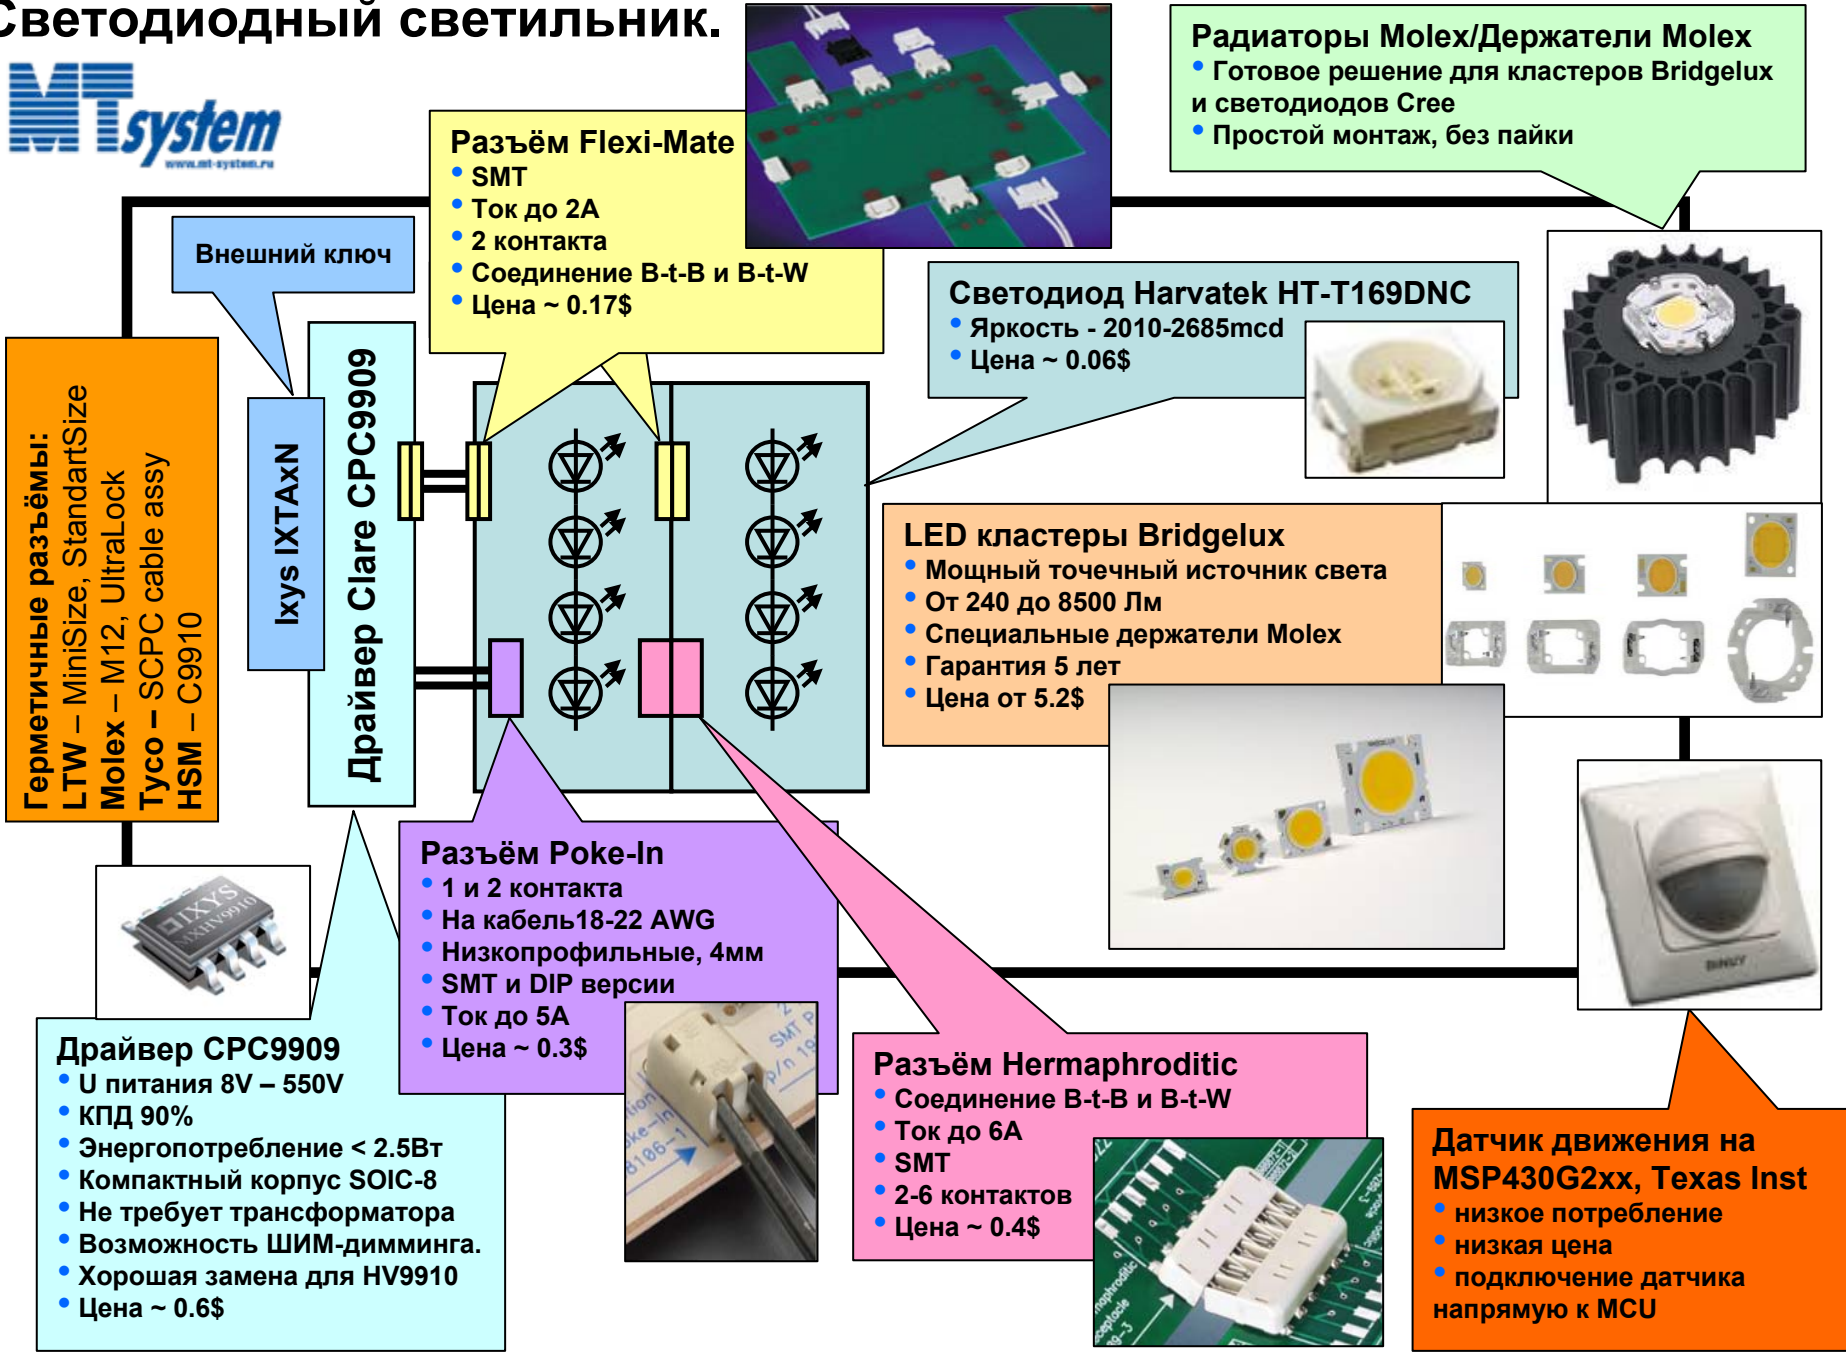 Светодиодный светильник.
MTsystem
www.mt-system.ru
Разъём Flexi-Mate
SMT
Ток до 2А
2 контакта
Соединение B-t-B и B-t-W
Цена ~ 0.17$
Радиаторы Molex/Держатели Molex
Готовое решение для кластеров Bridgelux
и светодиодов Cree
Простой монтаж, без пайки
Внешний ключ
Светодиод Harvatek HT-T169DNC
Яркость - 2010-2685mcd
Цена ~ 0.06$
Герметичные разъёмы:
LTW – MiniSize, StandartSize
Molex – M12, UltraLock
Tyco – SCPC cable assy
HSM – C9910
Ixys IXTAxN
Драйвер Clare CPC9909
LED кластеры Bridgelux
Мощный точечный источник света
От 240 до 8500 Лм
Специальные держатели Molex
Гарантия 5 лет
Цена от 5.2$
IXYS
MXHV9910
Разъём Poke-In
1 и 2 контакта
На кабель18-22 AWG
Низкопрофильные, 4мм
SMT и DIP версии
Ток до 5А
Цена ~ 0.3$
BINUY
Драйвер CPC9909
U питания 8V – 550V
КПД 90%
Энергопотребление < 2.5Вт
Компактный корпус SOIC-8
Не требует трансформатора
Возможность ШИМ-димминга.
Хорошая замена для HV9910
Цена ~ 0.6$
Разъём Hermaphroditic
Соединение B-t-B и B-t-W
Ток до 6А
SMT
2-6 контактов
Цена ~ 0.4$
Датчик движения на
MSP430G2xx, Texas Inst
низкое потребление
низкая цена
подключение датчика
напрямую к MCU